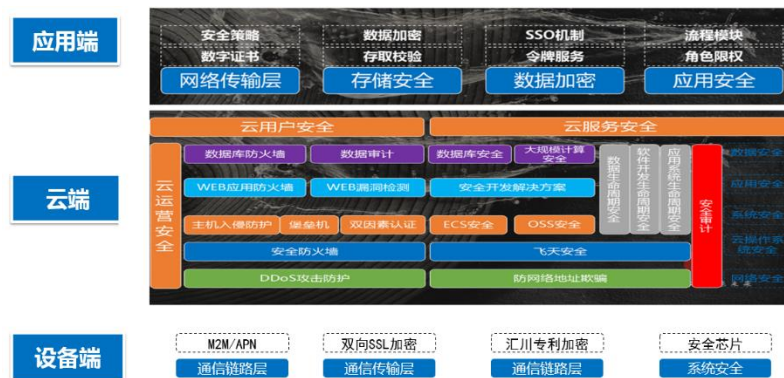 应用端
安全策略 数据加密 SSO机制 流程模块
数字证书 存取校验 令牌服务 角色限权
网络传输层 存储安全 数据加密 应用安全
云端
云用户安全 云服务安全
云运营安全
数据库防火墙 数据审计 数据库安全 大规模计算安全
WEB应用防火墙 WEB漏洞检测 安全开发解决方案
主机入侵防护 堡垒机 双因素认证 ECS安全 OSS安全
安全防火墙 飞天安全
DDoS攻击防护 防网络地址欺骗
数据生命周期安全
软件开发生命周期安全
应用系统生命周期安全
安全审计
数据安全
应用安全
系统安全
云操作系统安全
网络安全
设备端
M2M/APN 双向SSL加密 汇川专利加密 安全芯片
通信链路层 通信传输层 通信链路层 系统安全